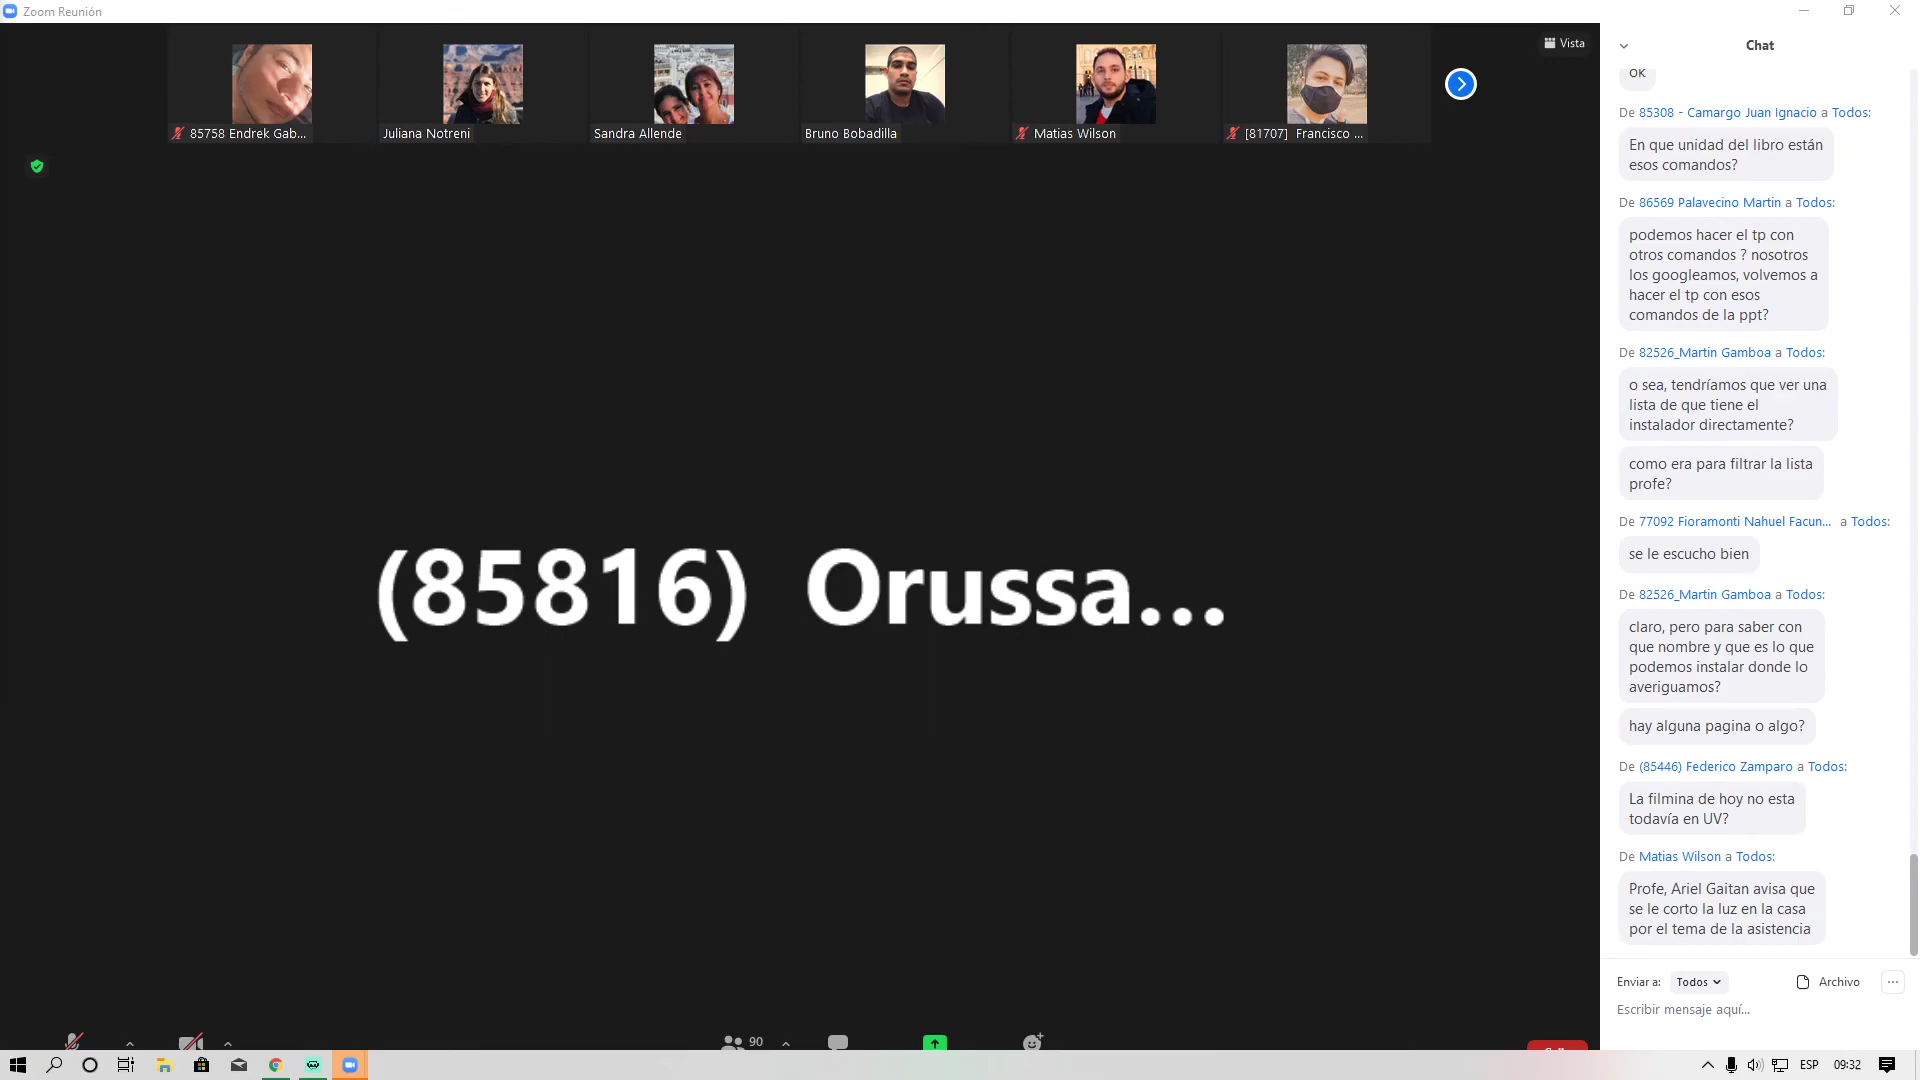 Zoom Reunión
Vista
85758 Endrek Gab...
Juliana Notreni
Sandra Allende
Bruno Bobadilla
Matias Wilson
[81707] Francisco ...
(85816) Orussa...
90
Chat
OK
De 85308 - Camargo Juan Ignacio a Todos:
En que unidad del libro están
esos comandos?
De 86569 Palavecino Martin a Todos:
podemos hacer el tp con
otros comandos ? nosotros
los googleamos, volvemos a
hacer el tp con esos
comandos de la ppt?
De 82526_Martin Gamboa a Todos:
o sea, tendríamos que ver una
lista de que tiene el
instalador directamente?
como era para filtrar la lista
profe?
De 77092 Fioramonti Nahuel Facun... a Todos:
se le escucho bien
De 82526_Martin Gamboa a Todos:
claro, pero para saber con
que nombre y que es lo que
podemos instalar donde lo
averiguamos?
hay alguna pagina o algo?
De (85446) Federico Zamparo a Todos:
La filmina de hoy no esta
todavía en UV?
De Matias Wilson a Todos:
Profe, Ariel Gaitan avisa que
se le corto la luz en la casa
por el tema de la asistencia
Enviar a: Todos
Archivo
Escribir mensaje aquí...
ESP
09:32